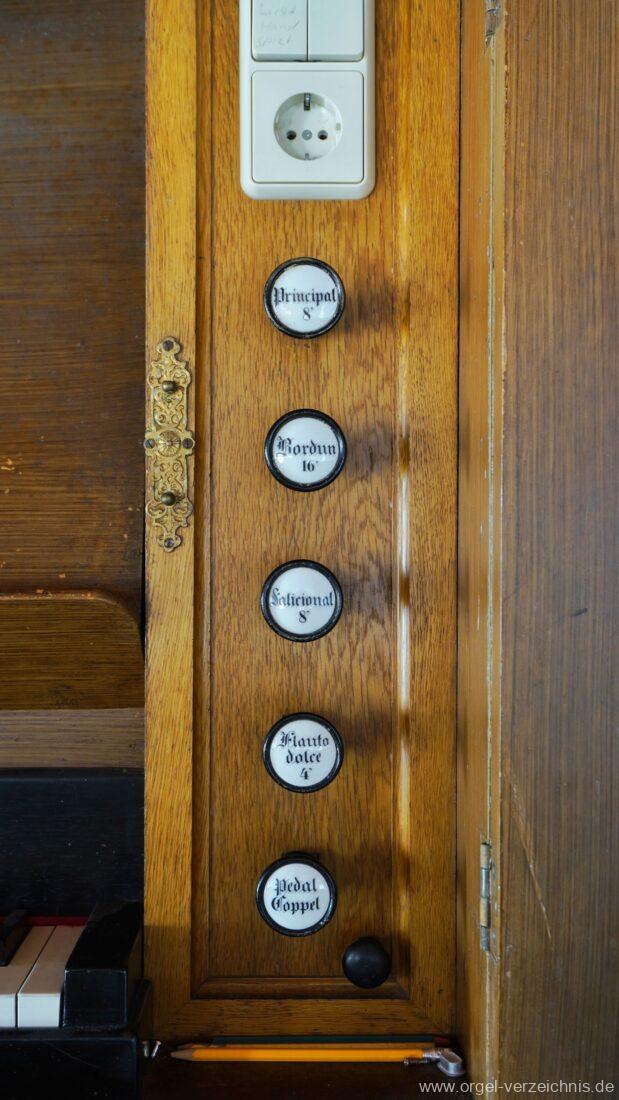 Principal
8'
Bordun
16'
Salicional
8'
Flauto
dolce
4'
Pedal
Coppel
www.orgel-verzeichnis.de